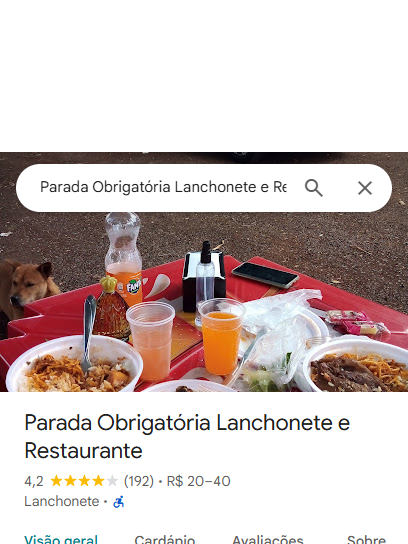 Parada Obrigatória Lanchonete e Re
FANTA
Parada Obrigatória Lanchonete e
Restaurante
4,2 ★★★★★ (192) • R$ 20–40
Lanchonete •
Visão geral Cardápio Avaliações Sobre